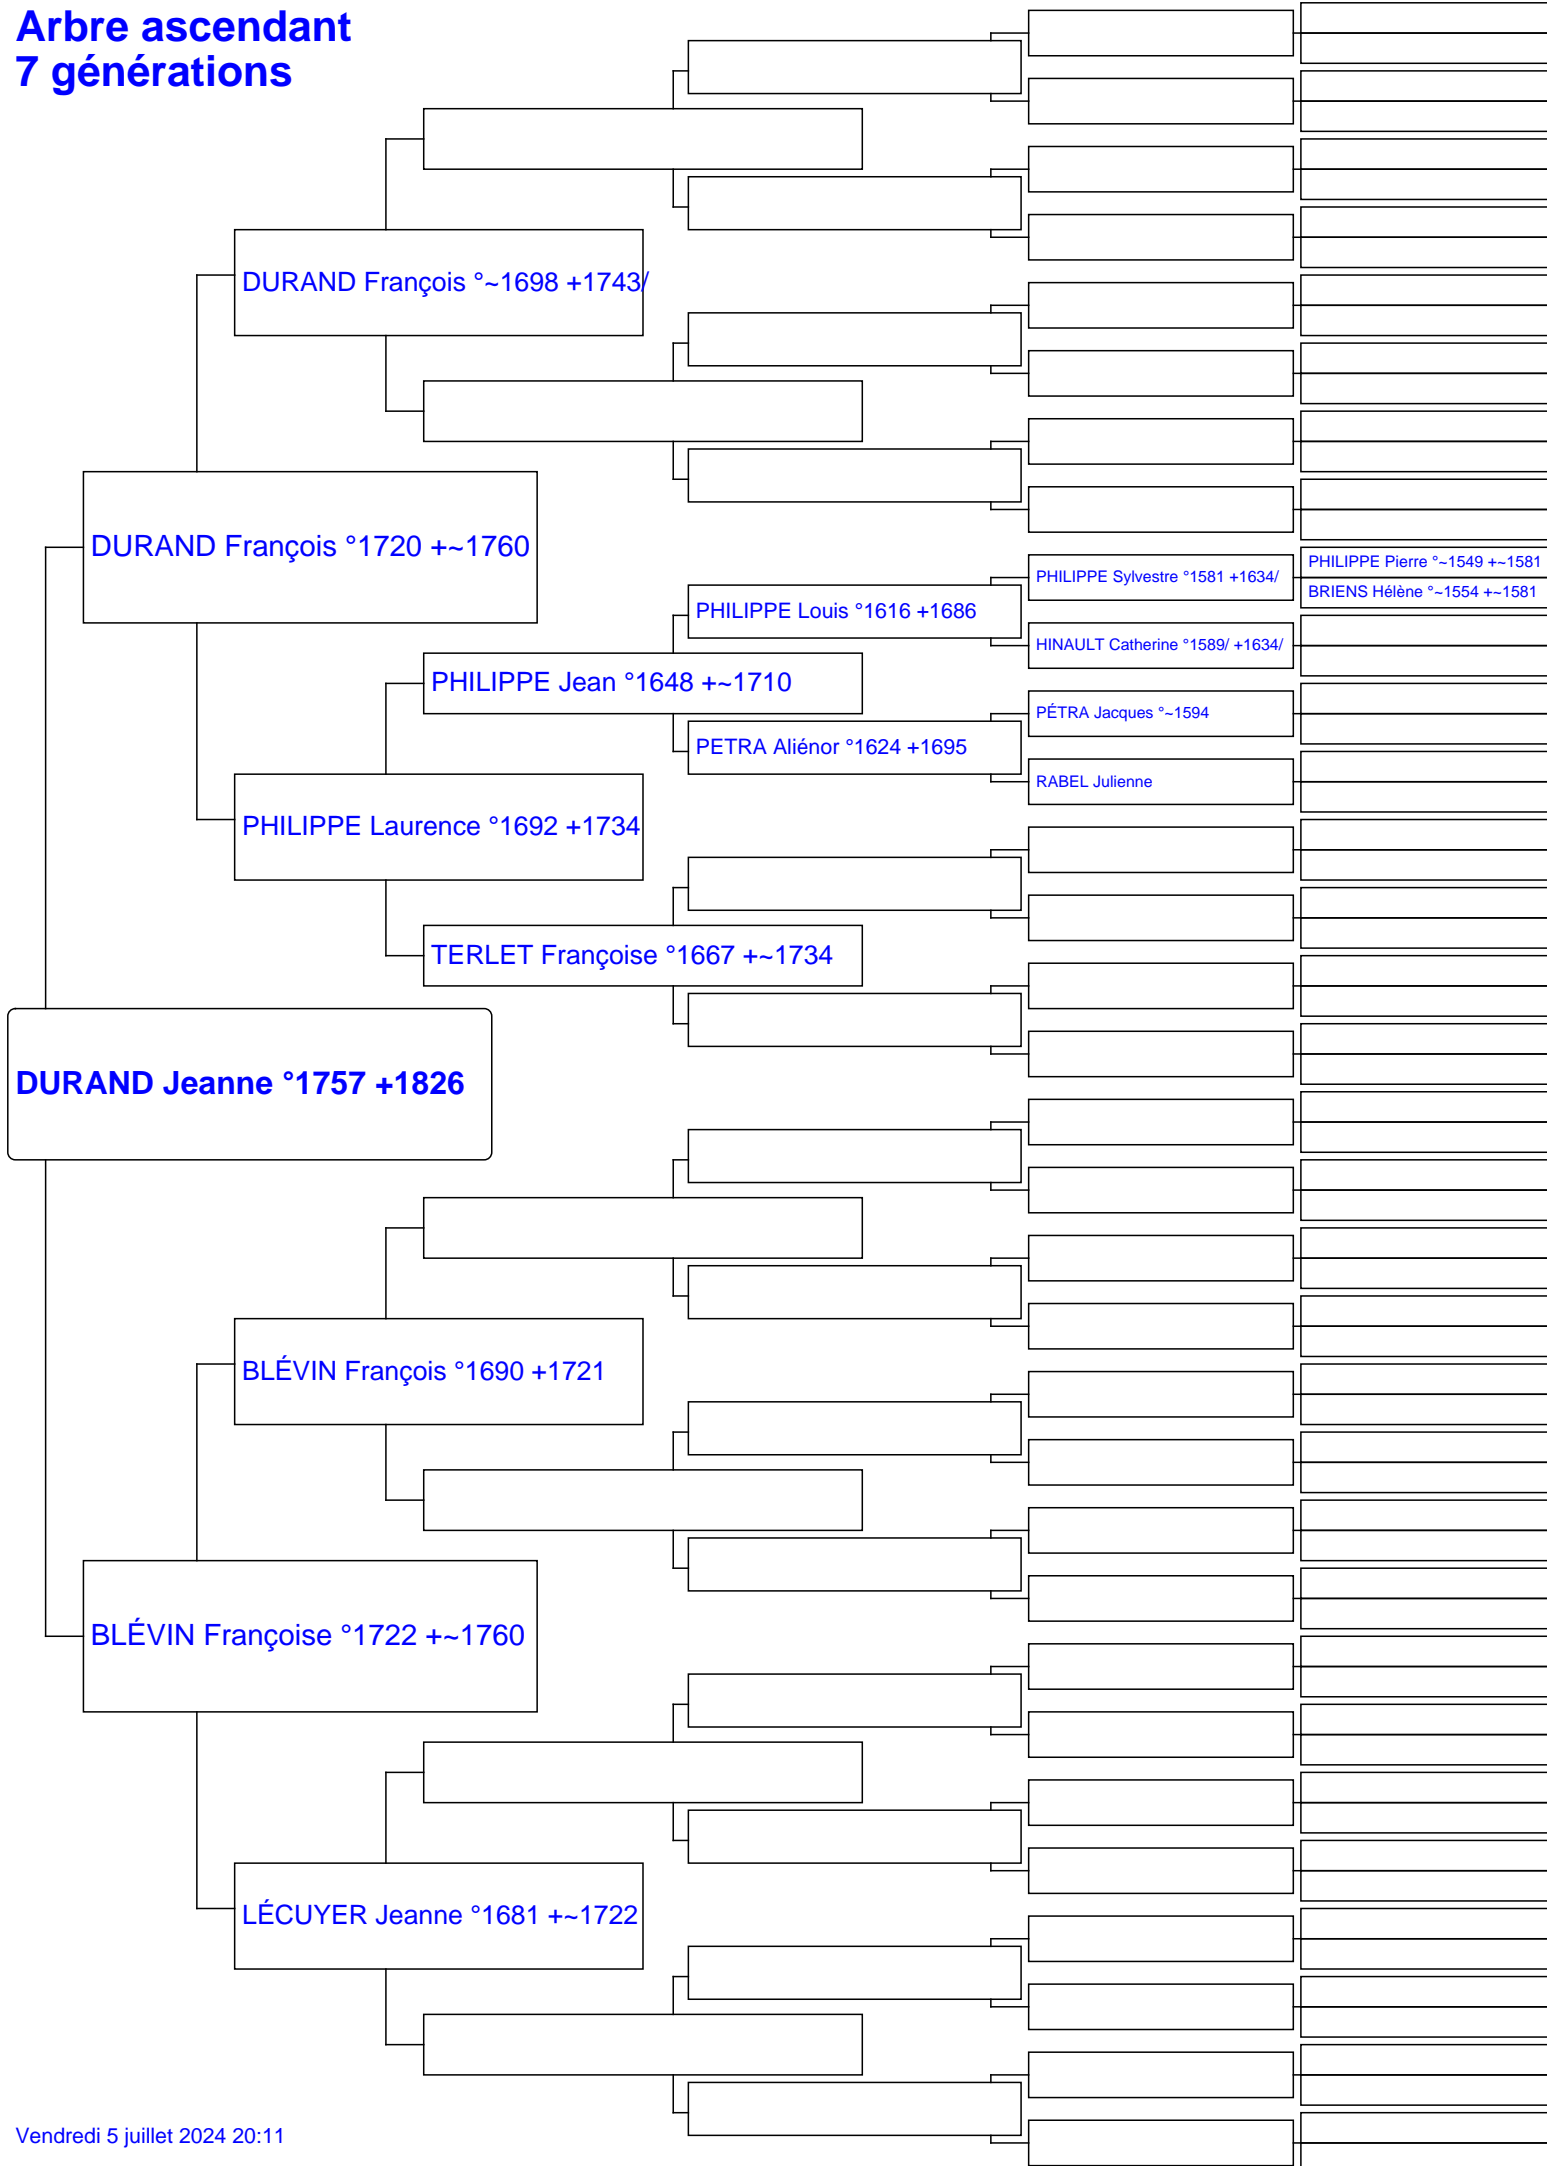 Arbre ascendant
7 générations
DURAND François °~1698 +1743/
DURAND François °1720 +~1760
PHILIPPE Pierre °~1549 +~1581
PHILIPPE Sylvestre °1581 +1634/
BRIENS Hélène °~1554 +~1581
PHILIPPE Louis °1616 +1686
HINAULT Catherine °1589/ +1634/
PHILIPPE Jean °1648 +~1710
PÉTRA Jacques °~1594
PETRA Aliénor °1624 +1695
RABEL Julienne
PHILIPPE Laurence °1692 +1734
TERLET Françoise °1667 +~1734
DURAND Jeanne °1757 +1826
BLÉVIN François °1690 +1721
BLÉVIN Françoise °1722 +~1760
LÉCUYER Jeanne °1681 +~1722
Vendredi 5 juillet 2024 20:11